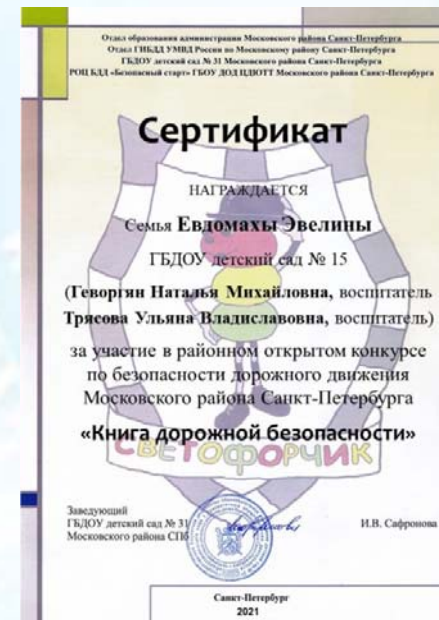 Отдел образования администрации Московского района Санкт-Петербурга
Отдел ГИБДД УМВД России по Московскому району Санкт-Петербурга
ГБДОУ детский сад № 31 Московского района Санкт-Петербурга
РОЦ БДД «Безопасный старт» ГБОУ ДОД ЦДЮТТ Московского района Санкт-Петербурга
Сертификат
НАГРАЖДАЕТСЯ
Семья Евдомахы Эвелины
ГБДОУ детский сад № 15
(Геворгян Наталья Михайловна, воспитатель
Трясова Ульяна Владиславовна, воспитатель)
за участие в районном открытом конкурсе
по безопасности дорожного движения
Московского района Санкт-Петербурга
«Книга дорожной безопасности»
СВЕТОФОРЧИК
Заведующий
ГБДОУ детский сад № 31
Московского района СПб
И.В. Сафронова
Санкт-Петербург
2021